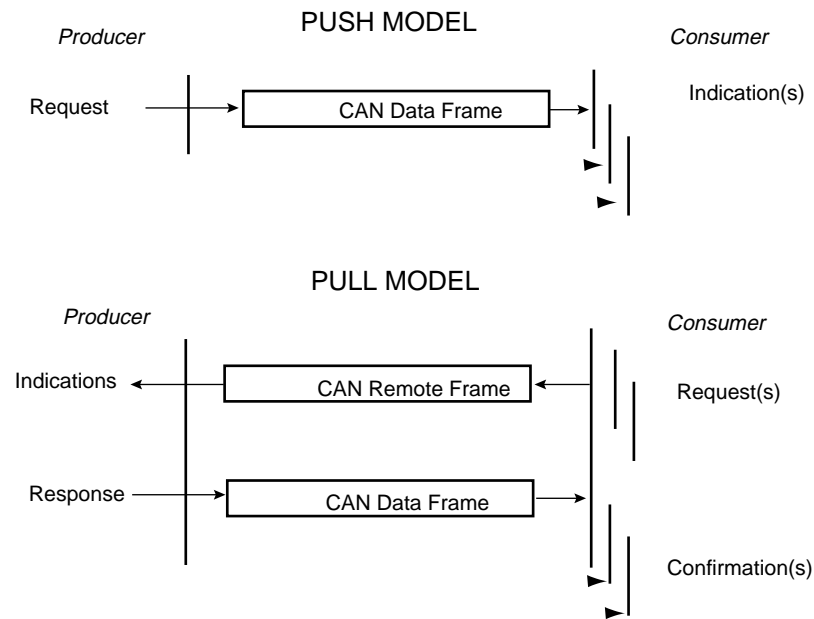 PUSH MODEL
Producer
Consumer
Request
CAN Data Frame
Indication(s)
PULL MODEL
Producer
Consumer
Indications
CAN Remote Frame
Request(s)
Response
CAN Data Frame
Confirmation(s)